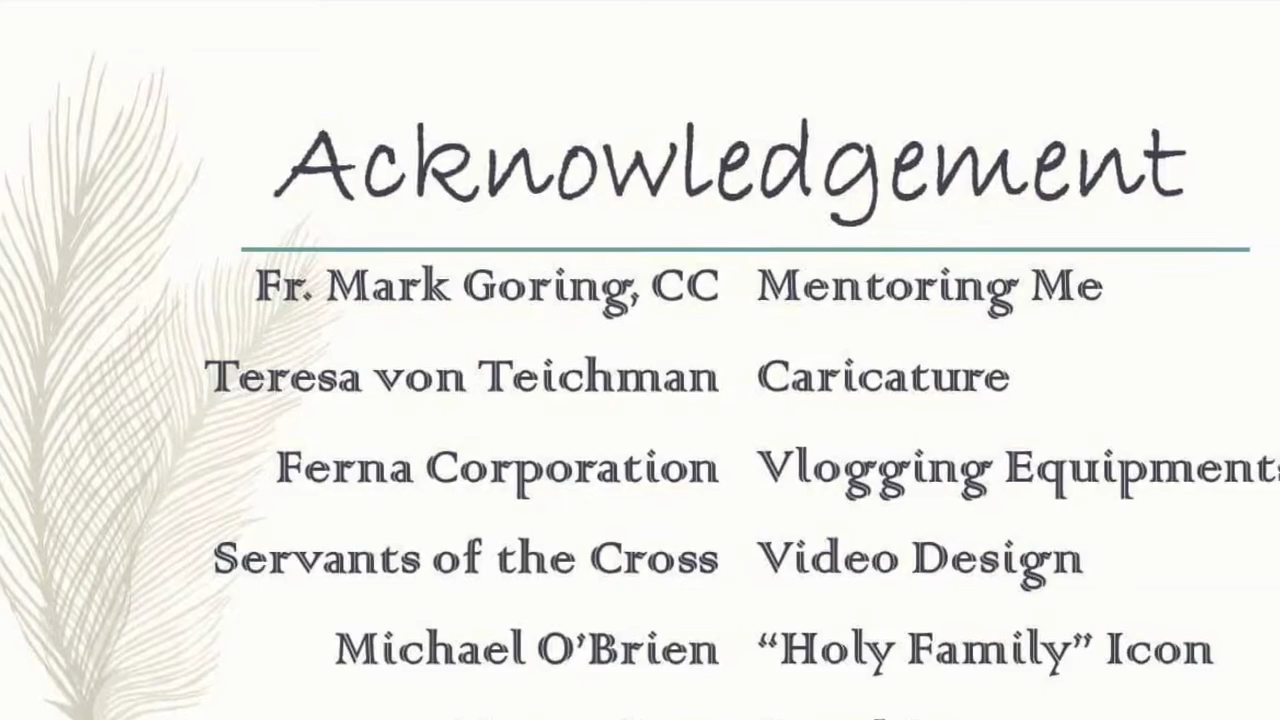 Acknowledgement
Fr. Mark Goring, CC Mentoring Me
Teresa von Teichman Caricature
Ferna Corporation Vlogging Equipments
Servants of the Cross Video Design
Michael O’Brien “Holy Family” Icon